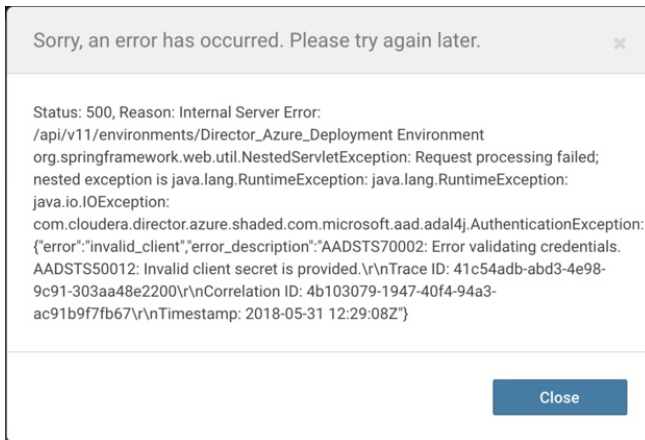 Sorry, an error has occurred. Please try again later.
×
Status: 500, Reason: Internal Server Error:
/api/v11/environments/Director_Azure_Deployment Environment
org.springframework.web.util.NestedServletException: Request processing failed;
nested exception is java.lang.RuntimeException: java.lang.RuntimeException:
java.io.IOException:
com.cloudera.director.azure.shaded.com.microsoft.aad.adal4j.AuthenticationException:
{"error":"invalid_client","error_description":"AADSTS70002: Error validating credentials.
AADSTS50012: Invalid client secret is provided.\r\nTrace ID: 41c54adb-abd3-4e98-
9c91-303aa48e2200\r\nCorrelation ID: 4b103079-1947-40f4-94a3-
ac91b9f7fb67\r\nTimestamp: 2018-05-31 12:29:08Z"}
Close